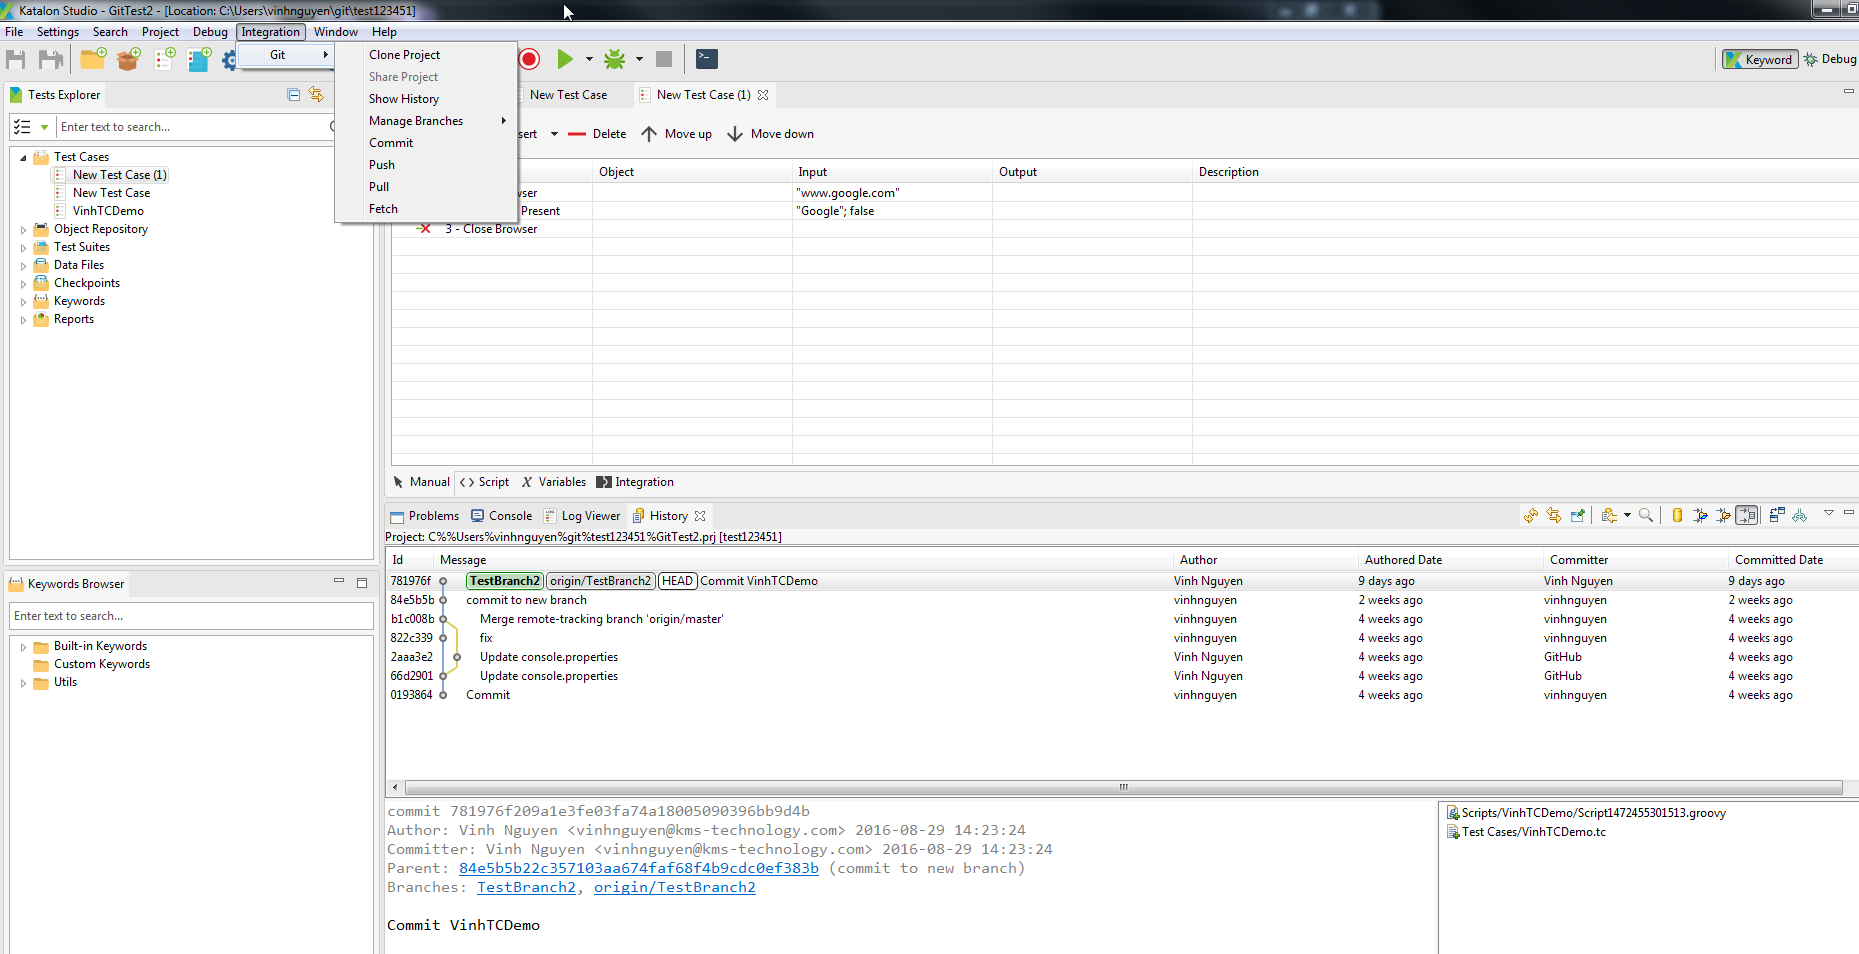 Katalon Studio - GitTest2 - [Location: C:\Users\vinhnguyen\git\test123451]
File Settings Search Project Debug Integration Window Help
Git
Clone Project
Share Project
Show History
Manage Branches
Commit
Push
Pull
Fetch
Keyword Debug
Tests Explorer
Enter text to search...
Test Cases
New Test Case (1)
New Test Case
VinhTCDemo
Object Repository
Test Suites
Data Files
Checkpoints
Keywords
Reports
New Test Case New Test Case (1)
sert Delete Move up Move down
Object Input Output Description
wser "www.google.com"
Present "Google"; false
3 - Close Browser
Manual Script Variables Integration
Problems Console Log Viewer History
Project: C%%Users%vinhnguyen%git%test123451%GitTest2.prj [test123451]
Id Message Author Authored Date Committer Committed Date
781976f TestBranch2 origin/TestBranch2 HEAD Commit VinhTCDemo Vinh Nguyen 9 days ago Vinh Nguyen 9 days ago
84e5b5b commit to new branch vinhnguyen 2 weeks ago vinhnguyen 2 weeks ago
b1c008b Merge remote-tracking branch 'origin/master' vinhnguyen 4 weeks ago vinhnguyen 4 weeks ago
822c339 fix vinhnguyen 4 weeks ago vinhnguyen 4 weeks ago
2aaa3e2 Update console.properties Vinh Nguyen 4 weeks ago GitHub 4 weeks ago
66d2901 Update console.properties Vinh Nguyen 4 weeks ago GitHub 4 weeks ago
0193864 Commit vinhnguyen 4 weeks ago vinhnguyen 4 weeks ago
Keywords Browser
Enter text to search...
Built-in Keywords
Custom Keywords
Utils
commit 781976f209a1e3fe03fa74a18005090396bb9d4b
Author: Vinh Nguyen <vinhnguyen@kms-technology.com> 2016-08-29 14:23:24
Committer: Vinh Nguyen <vinhnguyen@kms-technology.com> 2016-08-29 14:23:24
Parent: 84e5b5b22c357103aa674faf68f4b9cdc0ef383b (commit to new branch)
Branches: TestBranch2, origin/TestBranch2
Commit VinhTCDemo
Scripts/VinhTCDemo/Script1472455301513.groovy
Test Cases/VinhTCDemo.tc